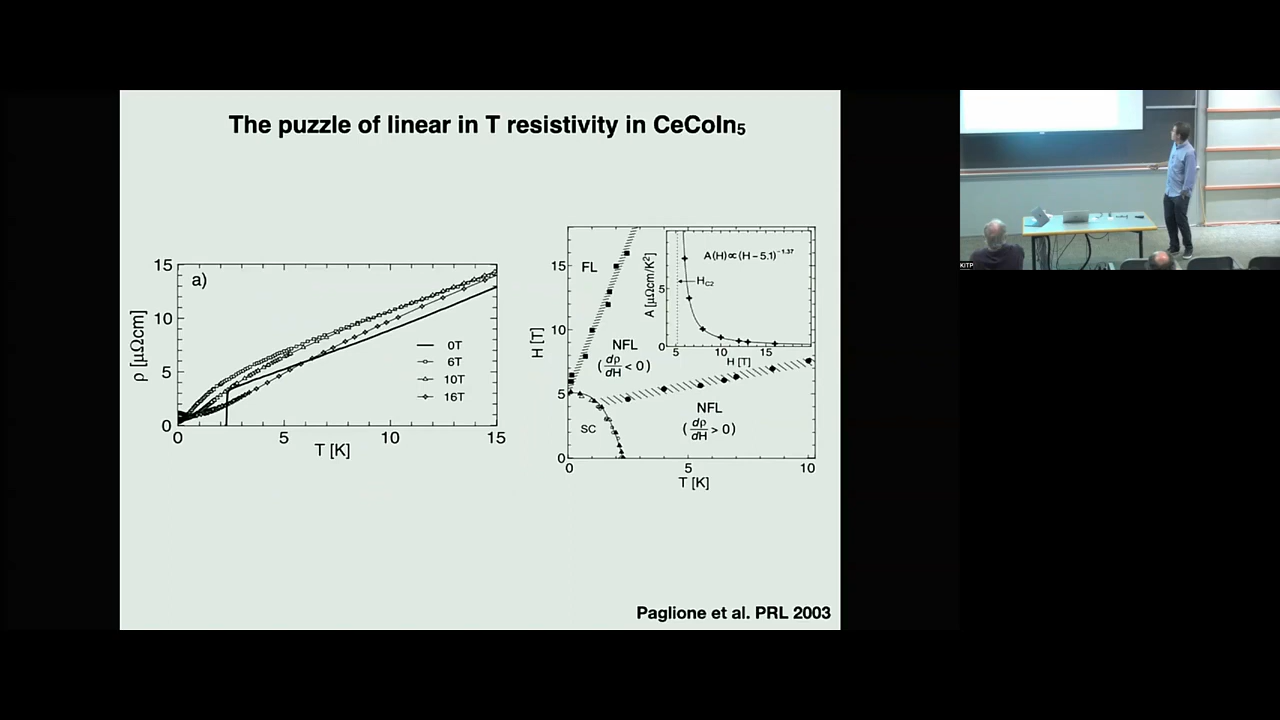 The puzzle of linear in T resistivity in CeCoIn₅
a)
ρ [μΩcm]
15
10
5
0
0T
6T
10T
16T
0
5
10
15
T [K]
H [T]
15
10
5
0
FL
NFL
(dρ/dH < 0)
NFL
(dρ/dH > 0)
SC
A [μΩcm/K²]
5
0
A(H)∝(H−5.1)⁻¹·³⁷
H_C2
5
10
15
H [T]
0
5
10
T [K]
Paglione et al. PRL 2003
KITP